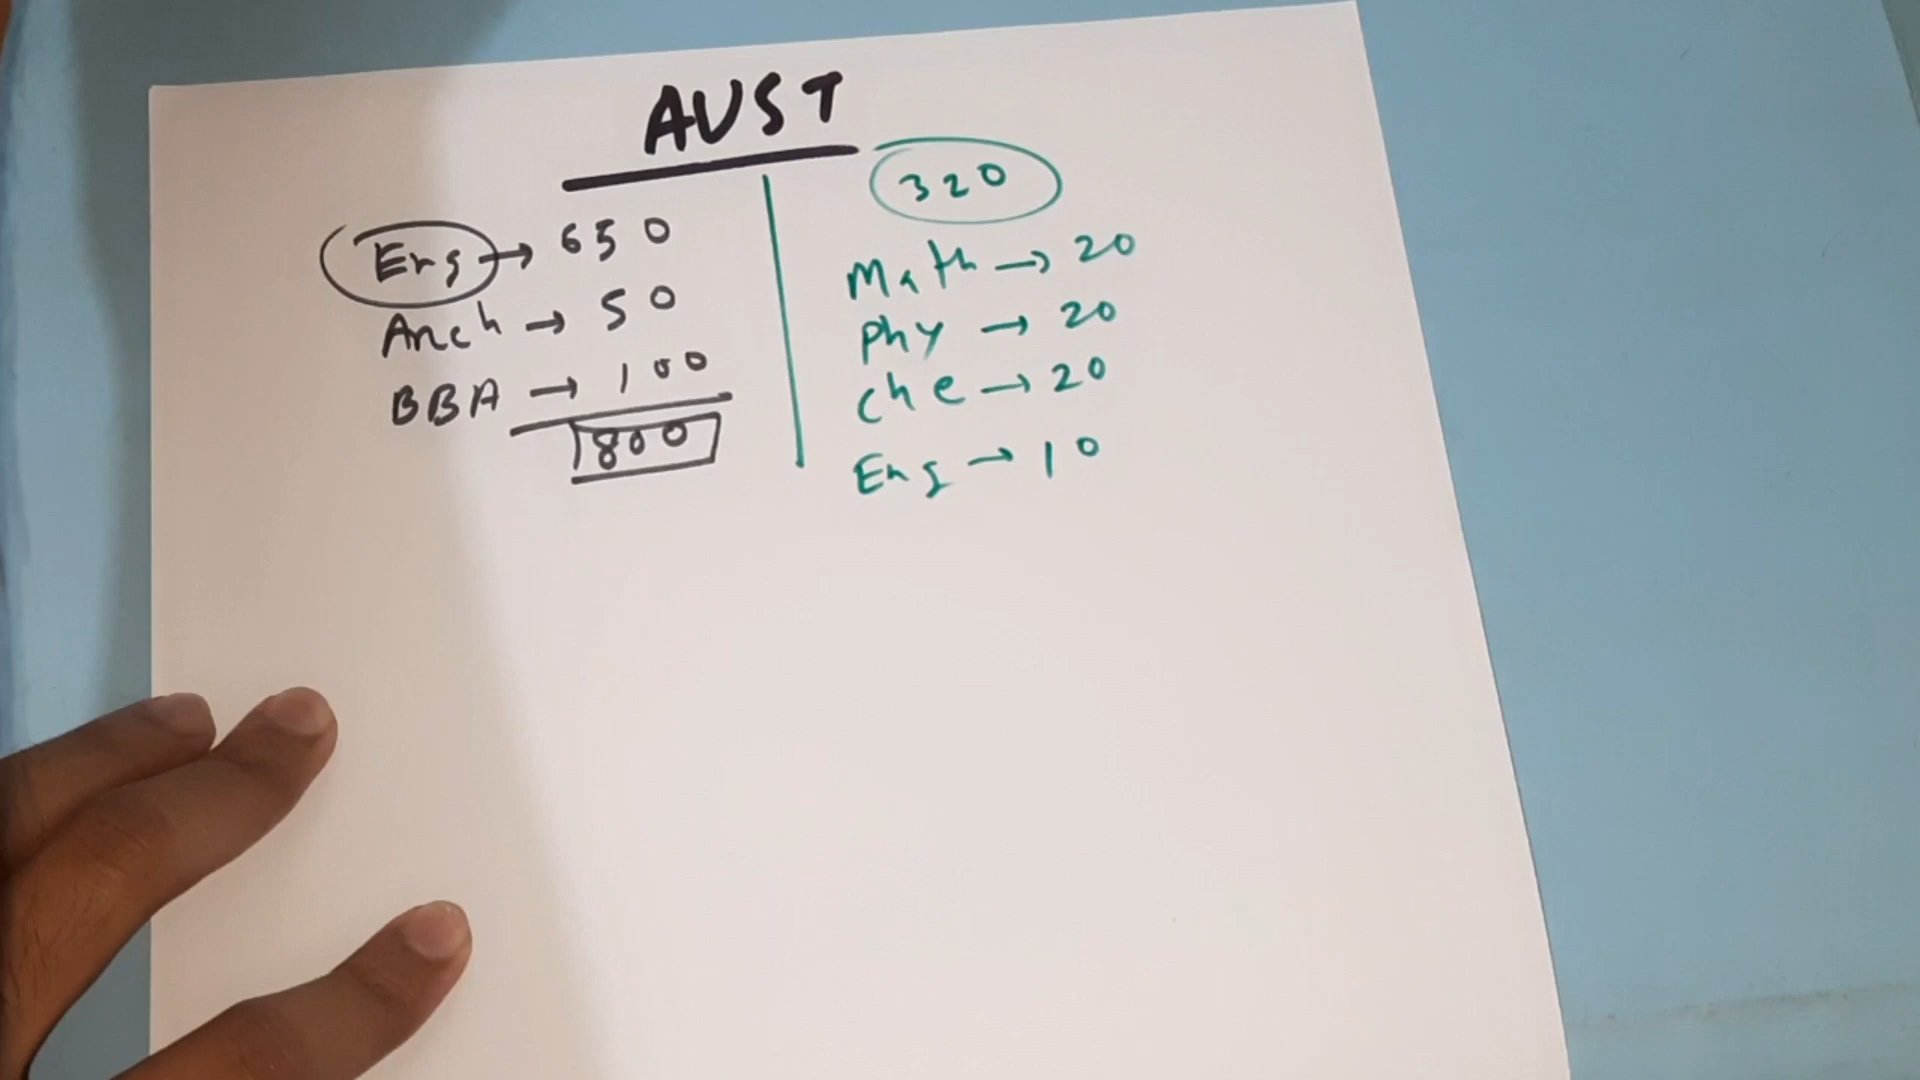 AUST
Eng → 650
Arch → 50
BBA → 100
800
320
Math → 20
Phy → 20
Che → 20
Eng → 10